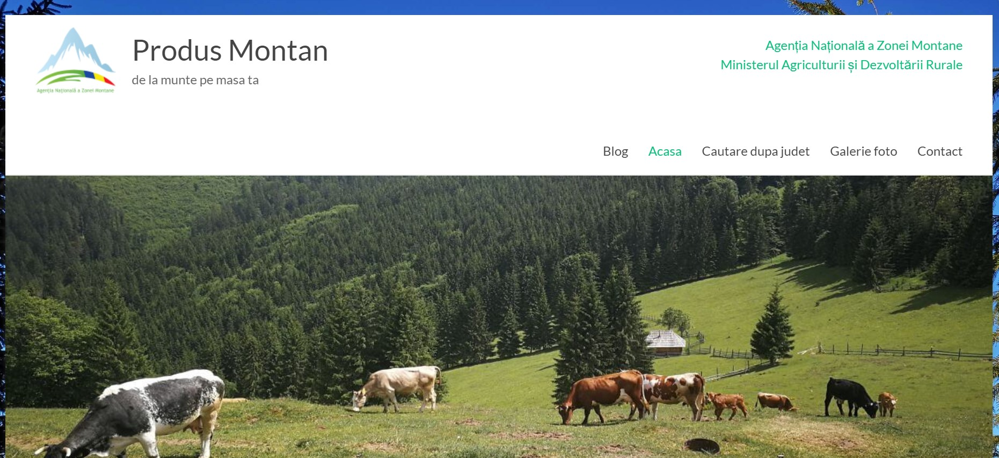 Agenția Națională a Zonei Montane
Produs Montan
de la munte pe masa ta
Agenția Națională a Zonei Montane
Ministerul Agriculturii și Dezvoltării Rurale
Blog Acasa Cautare dupa judet Galerie foto Contact